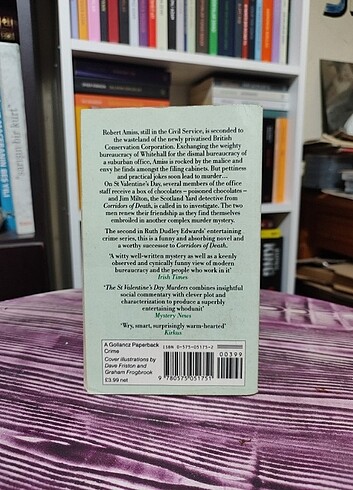 Robert Amiss, still in the Civil Service, is seconded to
the wasteland of the newly privatised British
Conservation Corporation. Exchanging the weighty
bureaucracy of Whitehall for the dismal bureaucracy of
a suburban office, Amiss is rocked by the malice and
envy he finds amongst the filing cabinets. But pettiness
and practical jokes soon lead to murder...
On St Valentine's Day, several members of the office
staff receive a box of chocolates – poisoned chocolates –
and Jim Milton, the Scotland Yard detective from
Corridors of Death, is called in to investigate. The two
men renew their friendship as they find themselves
embroiled in another complex murder mystery.
The second in Ruth Dudley Edwards' entertaining
crime series, this is a funny and absorbing novel and
a worthy successor to Corridors of Death.
'A witty well-written mystery as well as a keenly
observed and cynically funny view of modern
bureaucracy and the people who work in it'
Irish Times
'The St Valentine's Day Murders combines insightful
social commentary with clever plot and
characterization to produce a superbly
entertaining whodunit'
Mystery News
'Wry, smart, surprisingly warm-hearted'
Kirkus
A Gollancz Paperback
Crime
Cover illustrations by
Dave Friston and
Graham Frogbrook
£3.99 net
ISBN 0-575-05175-2
00399
9 780575 051751
"sarışın bir kurt"